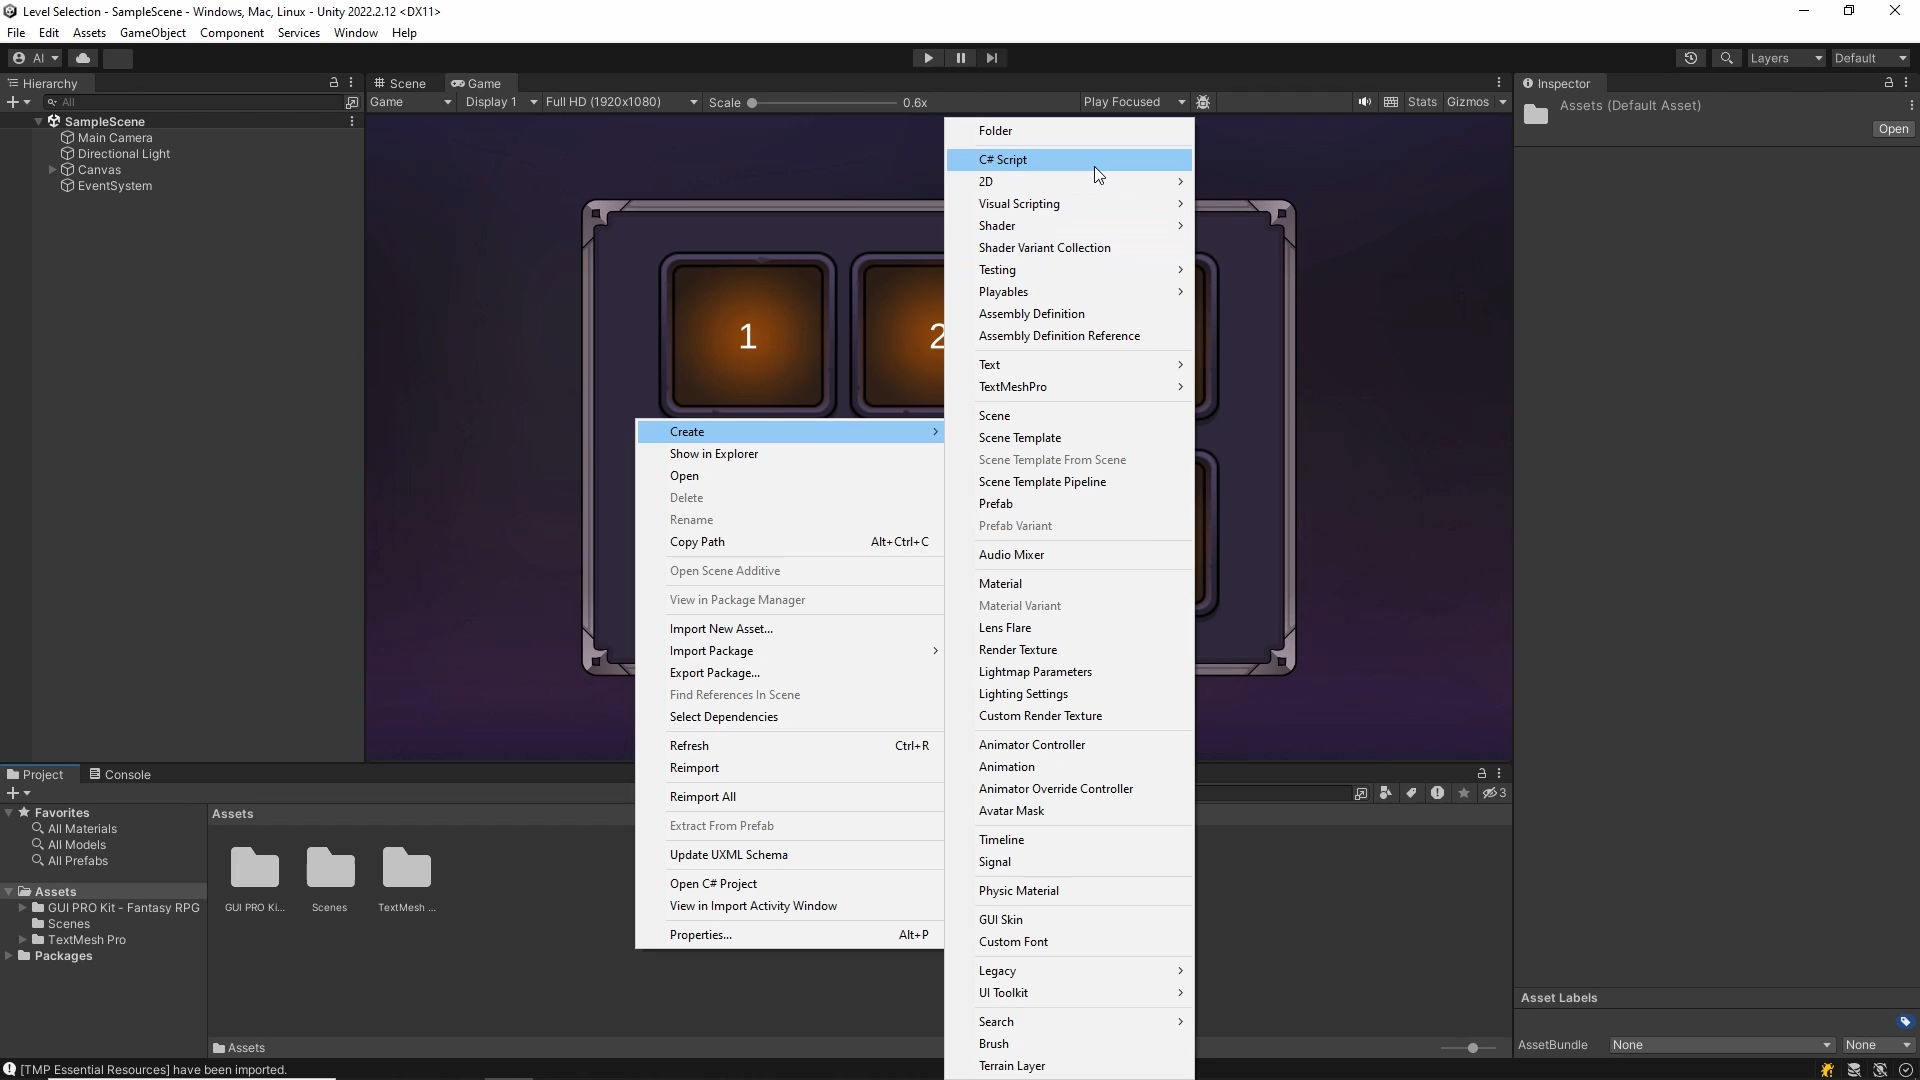 Level Selection - SampleScene - Windows, Mac, Linux - Unity 2022.2.12 <DX11>
File Edit Assets GameObject Component Services Window Help
AI Layers Default
Hierarchy
Scene Game
Inspector
All
Game Display 1 Full HD (1920x1080) Scale 0.6x Play Focused Stats Gizmos
Assets (Default Asset)
Open
SampleScene
Main Camera
Directional Light
Canvas
EventSystem
1
2
Create
Show in Explorer
Open
Delete
Rename
Copy Path Alt+Ctrl+C
Open Scene Additive
View in Package Manager
Import New Asset...
Import Package
Export Package...
Find References In Scene
Select Dependencies
Refresh Ctrl+R
Reimport
Reimport All
Extract From Prefab
Update UXML Schema
Open C# Project
View in Import Activity Window
Properties... Alt+P
Folder
C# Script
2D
Visual Scripting
Shader
Shader Variant Collection
Testing
Playables
Assembly Definition
Assembly Definition Reference
Text
TextMeshPro
Scene
Scene Template
Scene Template From Scene
Scene Template Pipeline
Prefab
Prefab Variant
Audio Mixer
Material
Material Variant
Lens Flare
Render Texture
Lightmap Parameters
Lighting Settings
Custom Render Texture
Animator Controller
Animation
Animator Override Controller
Avatar Mask
Timeline
Signal
Physic Material
GUI Skin
Custom Font
Legacy
UI Toolkit
Search
Brush
Terrain Layer
Project Console
3
Favorites
All Materials
All Models
All Prefabs
Assets
GUI PRO Kit - Fantasy RPG
Scenes
TextMesh Pro
Packages
Assets
GUI PRO Ki... Scenes TextMesh ...
Assets
Asset Labels
AssetBundle None None
[TMP Essential Resources] have been imported.